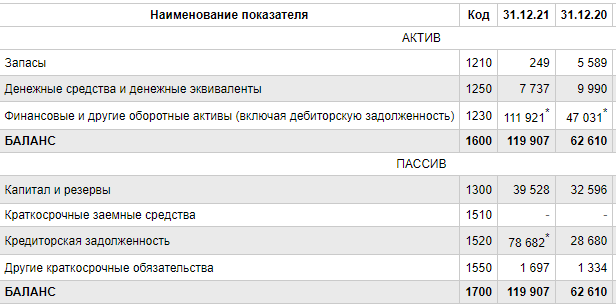 Наименование показателя Код 31.12.21 31.12.20
АКТИВ
Запасы 1210 249 5 589
Денежные средства и денежные эквиваленты 1250 7 737 9 990
Финансовые и другие оборотные активы (включая дебиторскую задолженность) 1230 111 921* 47 031*
БАЛАНС 1600 119 907 62 610
ПАССИВ
Капитал и резервы 1300 39 528 32 596
Краткосрочные заемные средства 1510 - -
Кредиторская задолженность 1520 78 682* 28 680
Другие краткосрочные обязательства 1550 1 697 1 334
БАЛАНС 1700 119 907 62 610